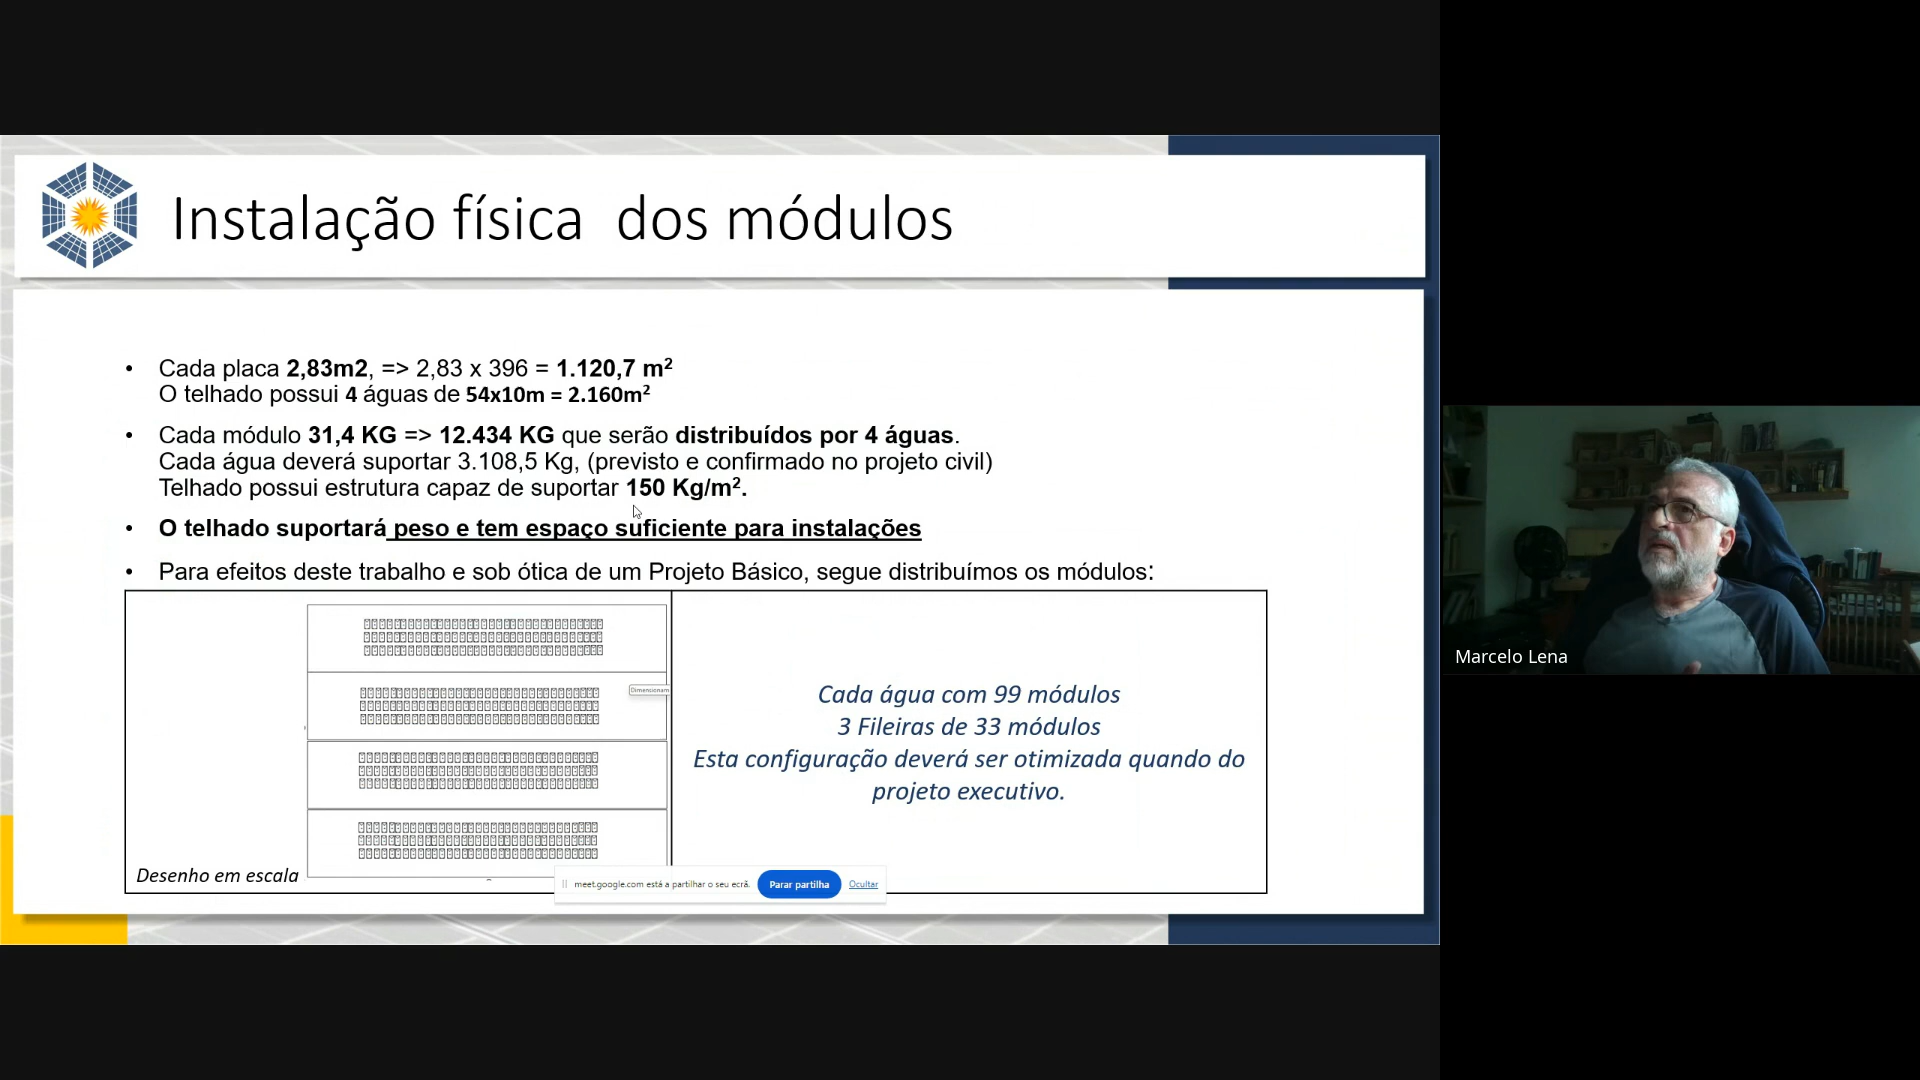 Instalação física dos módulos
• Cada placa 2,83m2, => 2,83 x 396 = 1.120,7 m²
O telhado possui 4 águas de 54x10m = 2.160m²
• Cada módulo 31,4 KG => 12.434 KG que serão distribuídos por 4 águas.
Cada água deverá suportar 3.108,5 Kg, (previsto e confirmado no projeto civil)
Telhado possui estrutura capaz de suportar 150 Kg/m².
• O telhado suportará peso e tem espaço suficiente para instalações
• Para efeitos deste trabalho e sob ótica de um Projeto Básico, segue distribuímos os módulos:
Dimensionam
Cada água com 99 módulos
3 Fileiras de 33 módulos
Esta configuração deverá ser otimizada quando do
projeto executivo.
Desenho em escala
meet.google.com está a partilhar o seu ecrã.
Parar partilha
Ocultar
Marcelo Lena